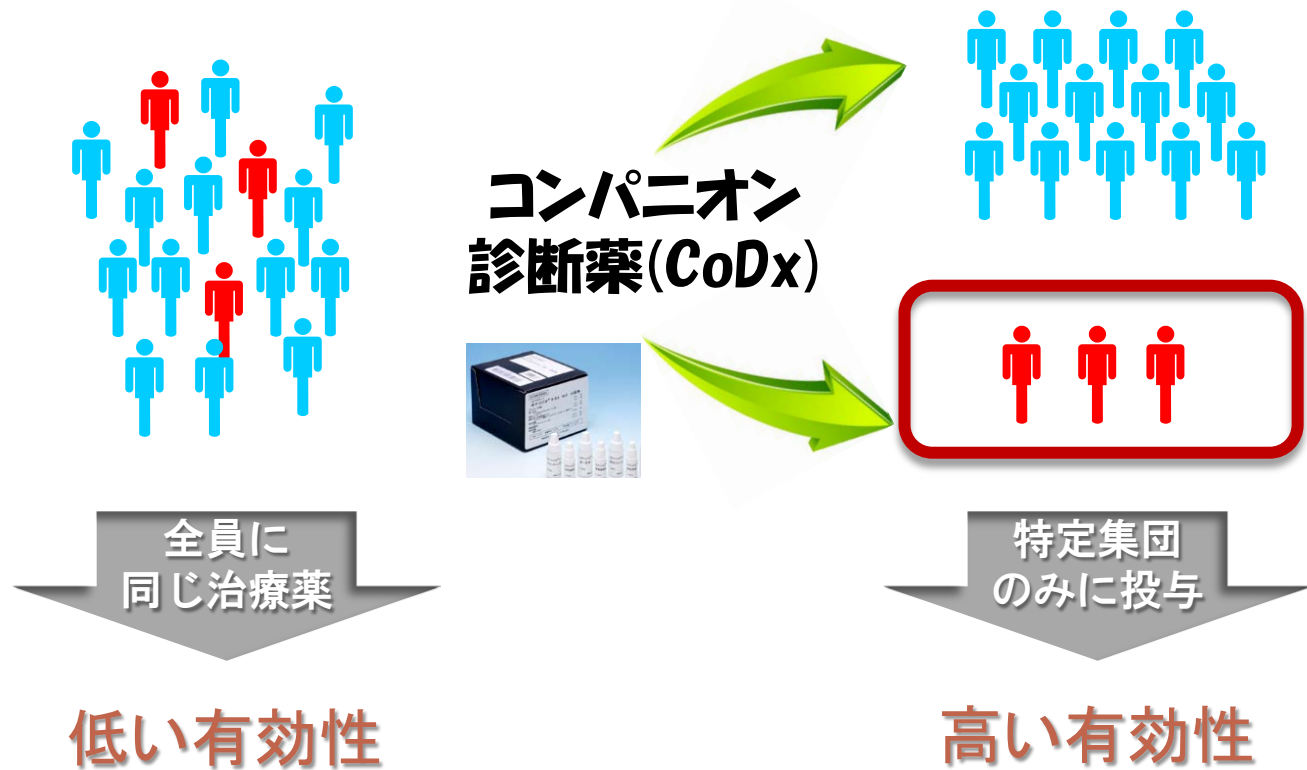 コンパニオン
診断薬(CoDx)
全員に
同じ治療薬
特定集団
のみに投与
低い有効性
高い有効性